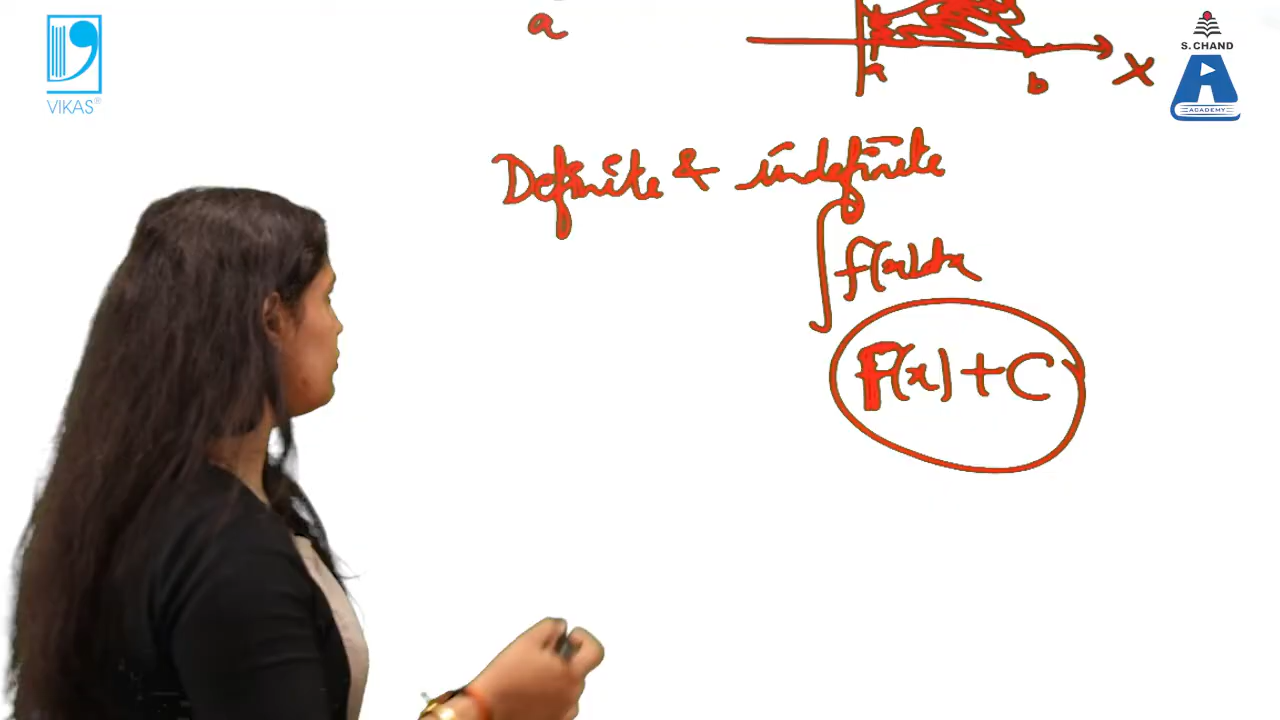 VIKAS®
S. CHAND
ACADEMY
a
a
b
X
Definite & indefinite
∫f(x)dx
F(x)+C